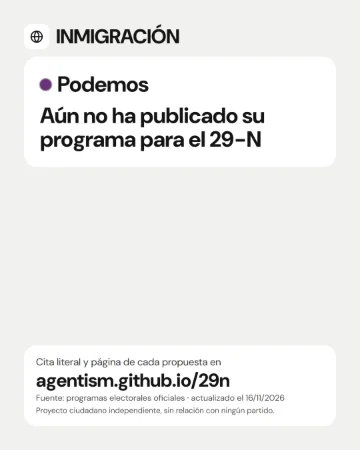 INMIGRACIÓN
Podemos
Aún no ha publicado su
programa para el 29-N
Cita literal y página de cada propuesta en
agentism.github.io/29n
Fuente: programas electorales oficiales · actualizado el 16/11/2026
Proyecto ciudadano independiente, sin relación con ningún partido.